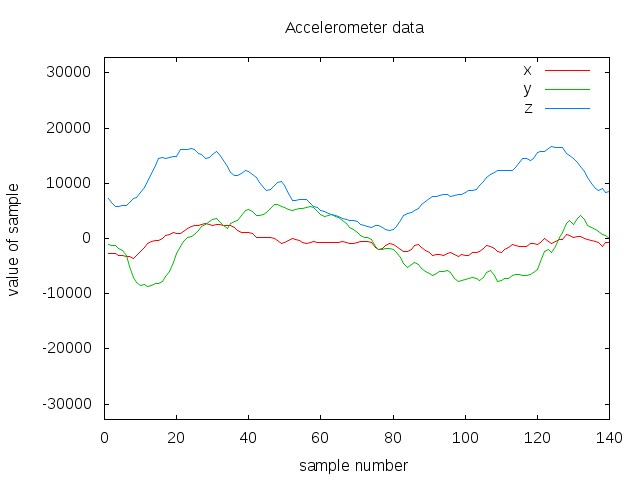 Accelerometer data
30000
20000
10000
0
-10000
-20000
-30000
value of sample
x
y
z
0 20 40 60 80 100 120 140
sample number